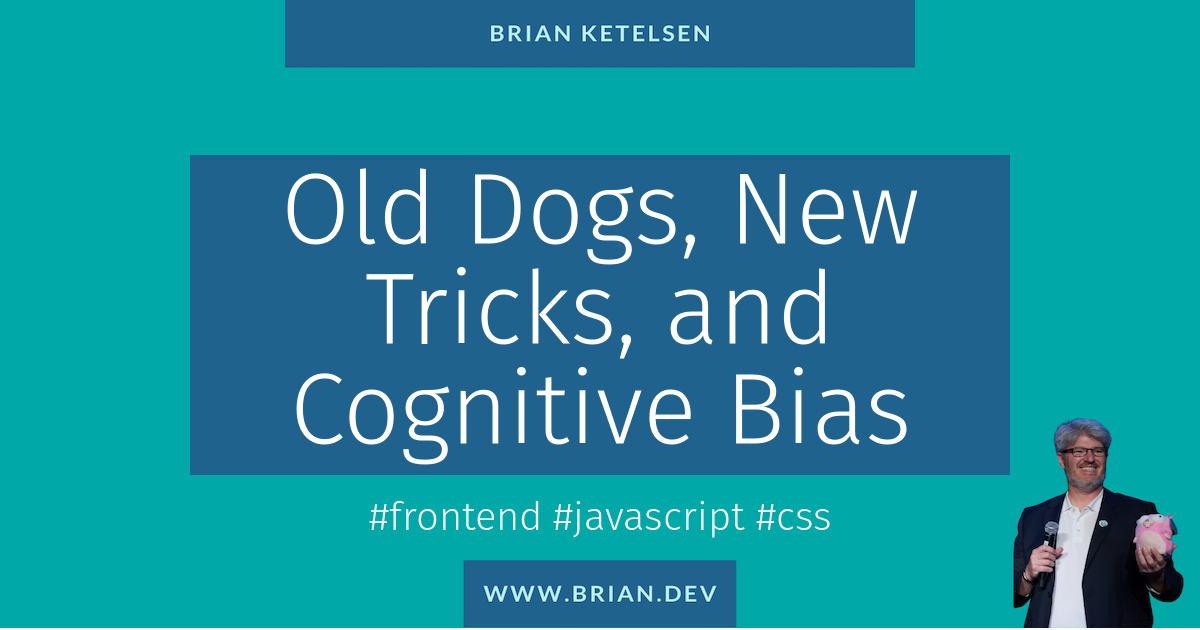 BRIAN KETELSEN
Old Dogs, New
Tricks, and
Cognitive Bias
#frontend #javascript #css
WWW.BRIAN.DEV